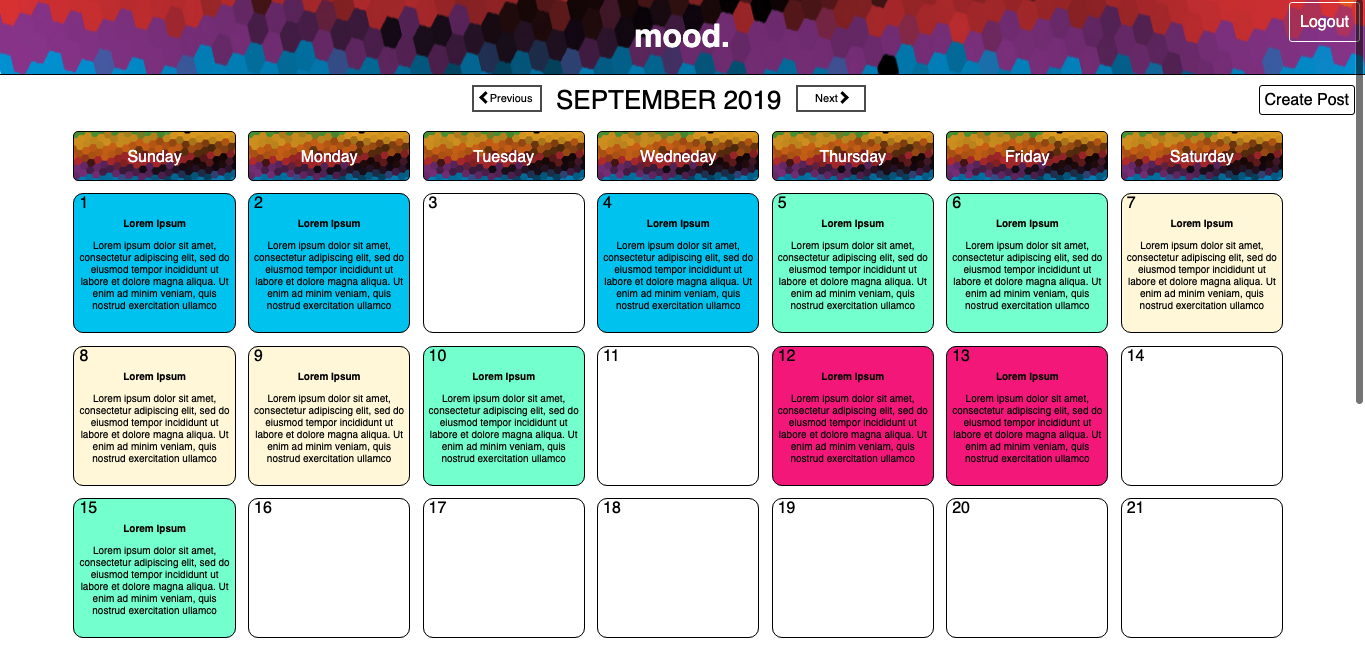 mood.
Logout
Previous
SEPTEMBER 2019
Next
Create Post
Sunday
Monday
Tuesday
Wedneday
Thursday
Friday
Saturday
1
Lorem Ipsum
Lorem ipsum dolor sit amet,
consectetur adipiscing elit, sed do
eiusmod tempor incididunt ut
labore et dolore magna aliqua. Ut
enim ad minim veniam, quis
nostrud exercitation ullamco
2
Lorem Ipsum
Lorem ipsum dolor sit amet,
consectetur adipiscing elit, sed do
eiusmod tempor incididunt ut
labore et dolore magna aliqua. Ut
enim ad minim veniam, quis
nostrud exercitation ullamco
3
4
Lorem Ipsum
Lorem ipsum dolor sit amet,
consectetur adipiscing elit, sed do
eiusmod tempor incididunt ut
labore et dolore magna aliqua. Ut
enim ad minim veniam, quis
nostrud exercitation ullamco
5
Lorem Ipsum
Lorem ipsum dolor sit amet,
consectetur adipiscing elit, sed do
eiusmod tempor incididunt ut
labore et dolore magna aliqua. Ut
enim ad minim veniam, quis
nostrud exercitation ullamco
6
Lorem Ipsum
Lorem ipsum dolor sit amet,
consectetur adipiscing elit, sed do
eiusmod tempor incididunt ut
labore et dolore magna aliqua. Ut
enim ad minim veniam, quis
nostrud exercitation ullamco
7
Lorem Ipsum
Lorem ipsum dolor sit amet,
consectetur adipiscing elit, sed do
eiusmod tempor incididunt ut
labore et dolore magna aliqua. Ut
enim ad minim veniam, quis
nostrud exercitation ullamco
8
Lorem Ipsum
Lorem ipsum dolor sit amet,
consectetur adipiscing elit, sed do
eiusmod tempor incididunt ut
labore et dolore magna aliqua. Ut
enim ad minim veniam, quis
nostrud exercitation ullamco
9
Lorem Ipsum
Lorem ipsum dolor sit amet,
consectetur adipiscing elit, sed do
eiusmod tempor incididunt ut
labore et dolore magna aliqua. Ut
enim ad minim veniam, quis
nostrud exercitation ullamco
10
Lorem Ipsum
Lorem ipsum dolor sit amet,
consectetur adipiscing elit, sed do
eiusmod tempor incididunt ut
labore et dolore magna aliqua. Ut
enim ad minim veniam, quis
nostrud exercitation ullamco
11
12
Lorem Ipsum
Lorem ipsum dolor sit amet,
consectetur adipiscing elit, sed do
eiusmod tempor incididunt ut
labore et dolore magna aliqua. Ut
enim ad minim veniam, quis
nostrud exercitation ullamco
13
Lorem Ipsum
Lorem ipsum dolor sit amet,
consectetur adipiscing elit, sed do
eiusmod tempor incididunt ut
labore et dolore magna aliqua. Ut
enim ad minim veniam, quis
nostrud exercitation ullamco
14
15
Lorem Ipsum
Lorem ipsum dolor sit amet,
consectetur adipiscing elit, sed do
eiusmod tempor incididunt ut
labore et dolore magna aliqua. Ut
enim ad minim veniam, quis
nostrud exercitation ullamco
16
17
18
19
20
21